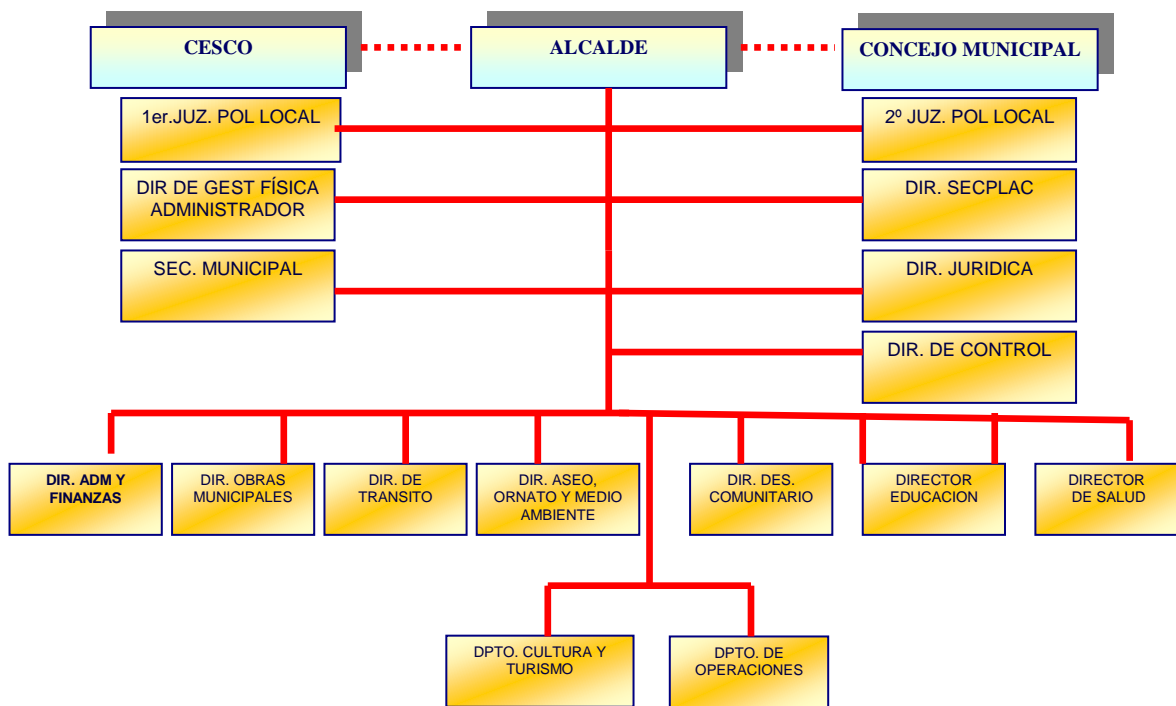 CESCO
ALCALDE
CONCEJO MUNICIPAL
1er.JUZ. POL LOCAL
2º JUZ. POL LOCAL
DIR DE GEST FÍSICA
ADMINISTRADOR
DIR. SECPLAC
SEC. MUNICIPAL
DIR. JURIDICA
DIR. DE CONTROL
DIR. ADM Y
FINANZAS
DIR. OBRAS
MUNICIPALES
DIR. DE
TRANSITO
DIR. ASEO,
ORNATO Y MEDIO
AMBIENTE
DIR. DES.
COMUNITARIO
DIRECTOR
EDUCACION
DIRECTOR
DE SALUD
DPTO. CULTURA Y
TURISMO
DPTO. DE
OPERACIONES